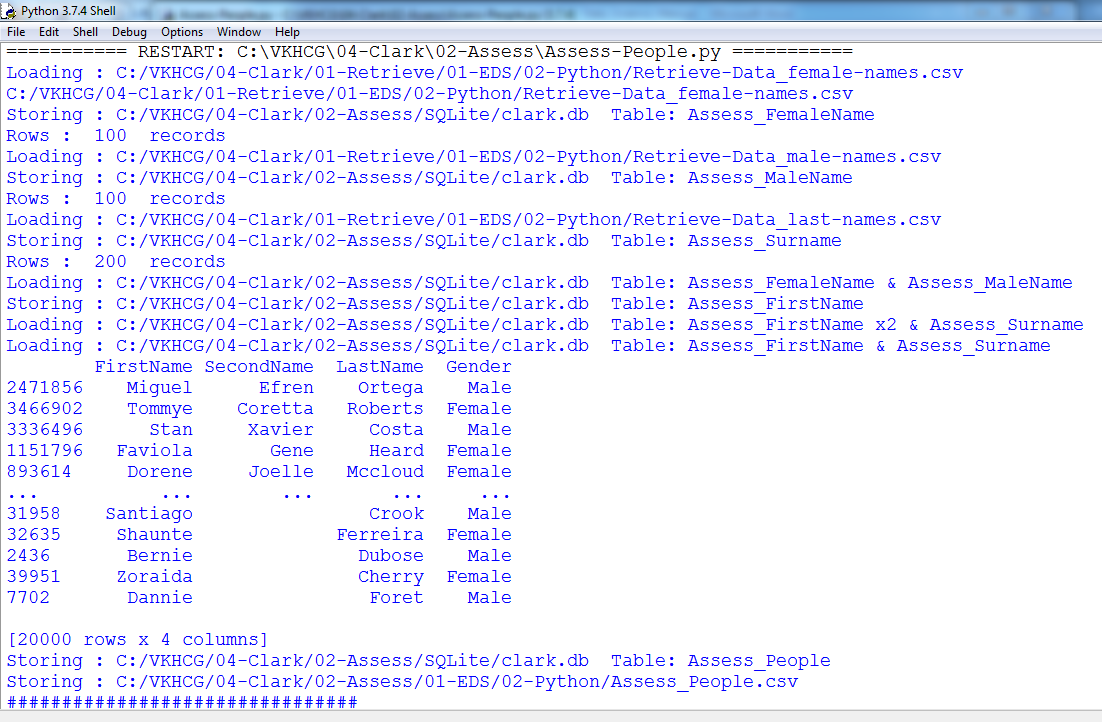 Python 3.7.4 Shell
File Edit Shell Debug Options Window Help
=========== RESTART: C:\VKHCG\04-Clark\02-Assess\Assess-People.py ===========
Loading : C:/VKHCG/04-Clark/01-Retrieve/01-EDS/02-Python/Retrieve-Data_female-names.csv
C:/VKHCG/04-Clark/01-Retrieve/01-EDS/02-Python/Retrieve-Data_female-names.csv
Storing : C:/VKHCG/04-Clark/02-Assess/SQLite/clark.db  Table: Assess_FemaleName
Rows :  100  records
Loading : C:/VKHCG/04-Clark/01-Retrieve/01-EDS/02-Python/Retrieve-Data_male-names.csv
Storing : C:/VKHCG/04-Clark/02-Assess/SQLite/clark.db  Table: Assess_MaleName
Rows :  100  records
Loading : C:/VKHCG/04-Clark/01-Retrieve/01-EDS/02-Python/Retrieve-Data_last-names.csv
Storing : C:/VKHCG/04-Clark/02-Assess/SQLite/clark.db  Table: Assess_Surname
Rows :  200  records
Loading : C:/VKHCG/04-Clark/02-Assess/SQLite/clark.db  Table: Assess_FemaleName & Assess_MaleName
Storing : C:/VKHCG/04-Clark/02-Assess/SQLite/clark.db  Table: Assess_FirstName
Loading : C:/VKHCG/04-Clark/02-Assess/SQLite/clark.db  Table: Assess_FirstName x2 & Assess_Surname
Loading : C:/VKHCG/04-Clark/02-Assess/SQLite/clark.db  Table: Assess_FirstName & Assess_Surname
        FirstName SecondName  LastName  Gender
2471856    Miguel      Efren    Ortega    Male
3466902    Tommye    Coretta   Roberts  Female
3336496      Stan     Xavier     Costa    Male
1151796   Faviola       Gene     Heard  Female
893614     Dorene     Joelle   Mccloud  Female
...           ...        ...       ...     ...
31958    Santiago                Crook    Male
32635     Shaunte             Ferreira  Female
2436       Bernie               Dubose    Male
39951     Zoraida               Cherry  Female
7702       Dannie                Foret    Male
[20000 rows x 4 columns]
Storing : C:/VKHCG/04-Clark/02-Assess/SQLite/clark.db  Table: Assess_People
Storing : C:/VKHCG/04-Clark/02-Assess/01-EDS/02-Python/Assess_People.csv
################################